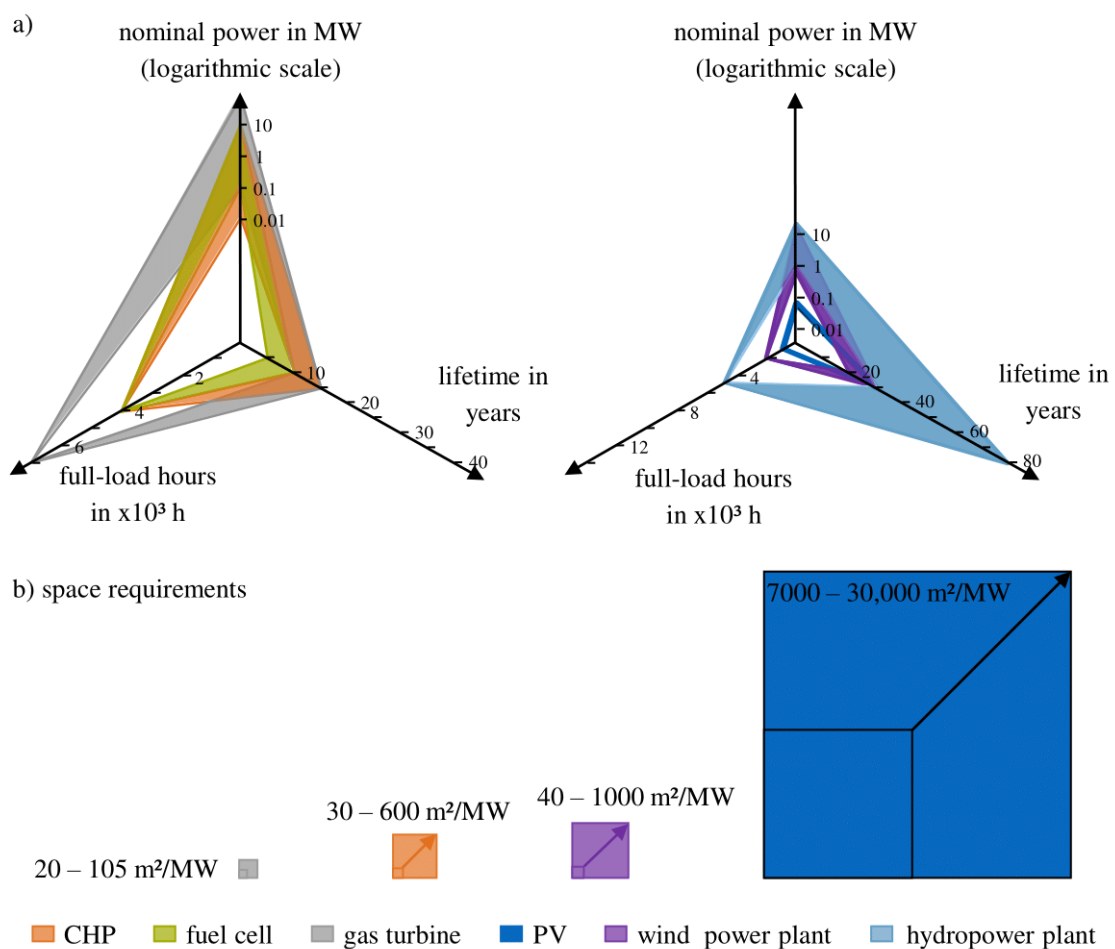 a)
nominal power in MW
(logarithmic scale)
10
1
0.1
0.01
2
4
6
10
20
30
40
lifetime in
years
full-load hours
in x10³ h
nominal power in MW
(logarithmic scale)
10
1
0.1
0.01
4
8
12
20
40
60
80
lifetime in
years
full-load hours
in x10³ h
b) space requirements
7000 – 30,000 m²/MW
40 – 1000 m²/MW
30 – 600 m²/MW
20 – 105 m²/MW
CHP fuel cell gas turbine PV wind power plant hydropower plant